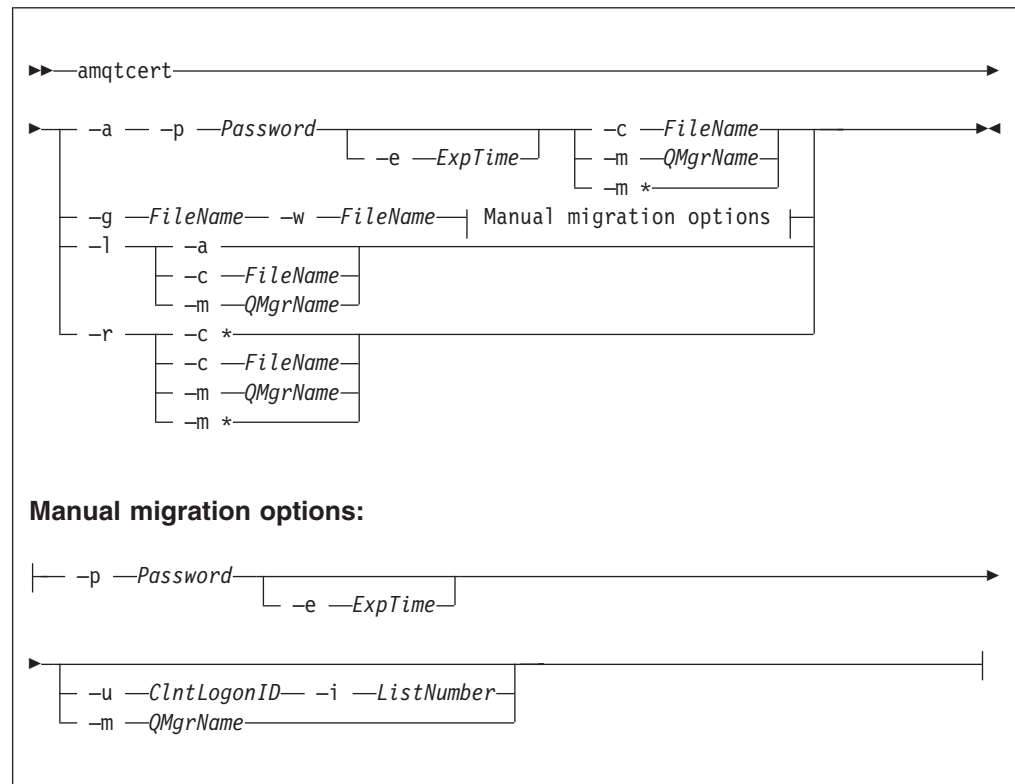 amqtcert
–a –p Password –c FileName
–e ExpTime –m QMgrName
–m *
–g FileName –w FileName Manual migration options
–l –a
–c FileName
–m QMgrName
–r –c *
–c FileName
–m QMgrName
–m *
Manual migration options:
–p Password
–e ExpTime
–u ClntLogonID –i ListNumber
–m QMgrName